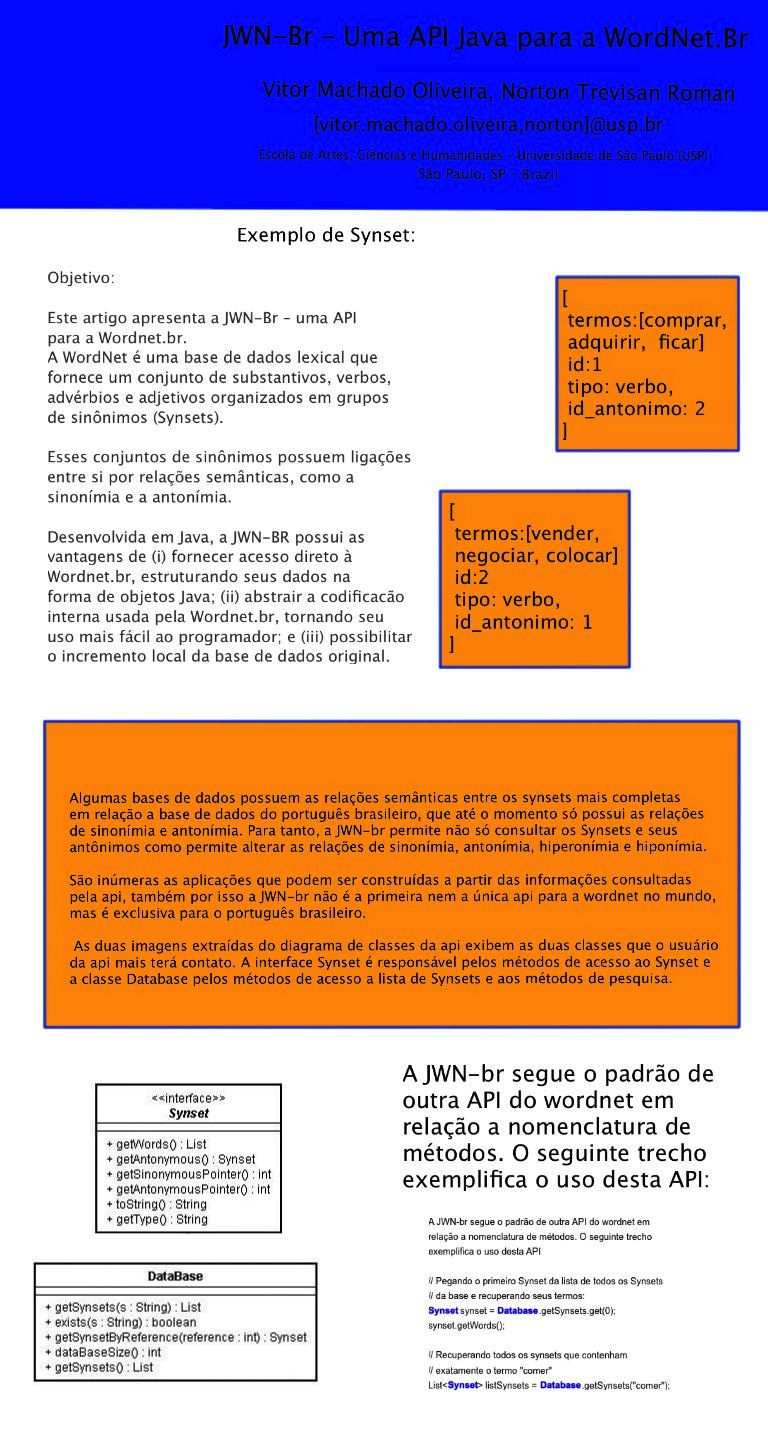 JWN-Br – Uma API Java para a WordNet.Br
Vitor Machado Oliveira, Norton Trevisan Roman
[vitor.machado.oliveira,norton]@usp.br
Escola de Artes, Ciências e Humanidades – Universidade de São Paulo (USP)
São Paulo, SP – Brazil
Exemplo de Synset:
Objetivo:
Este artigo apresenta a JWN-Br – uma API
para a Wordnet.br.
A WordNet é uma base de dados lexical que
fornece um conjunto de substantivos, verbos,
advérbios e adjetivos organizados em grupos
de sinônimos (Synsets).
Esses conjuntos de sinônimos possuem ligações
entre si por relações semânticas, como a
sinonímia e a antonímia.
Desenvolvida em Java, a JWN-BR possui as
vantagens de (i) fornecer acesso direto à
Wordnet.br, estruturando seus dados na
forma de objetos Java; (ii) abstrair a codificacão
interna usada pela Wordnet.br, tornando seu
uso mais fácil ao programador; e (iii) possibilitar
o incremento local da base de dados original.
[
termos:[comprar,
adquirir, ficar]
id:1
tipo: verbo,
id_antonimo: 2
]
[
termos:[vender,
negociar, colocar]
id:2
tipo: verbo,
id_antonimo: 1
]
Algumas bases de dados possuem as relações semânticas entre os synsets mais completas
em relação a base de dados do português brasileiro, que até o momento só possui as relações
de sinonímia e antonímia. Para tanto, a JWN-br permite não só consultar os Synsets e seus
antônimos como permite alterar as relações de sinonímia, antonímia, hiperonímia e hiponímia.
São inúmeras as aplicações que podem ser construídas a partir das informações consultadas
pela api, também por isso a JWN-br não é a primeira nem a única api para a wordnet no mundo,
mas é exclusiva para o português brasileiro.
As duas imagens extraídas do diagrama de classes da api exibem as duas classes que o usuário
da api mais terá contato. A interface Synset é responsável pelos métodos de acesso ao Synset e
a classe Database pelos métodos de acesso a lista de Synsets e aos métodos de pesquisa.
<<interface>>
Synset
+ getWords() : List
+ getAntonymous() : Synset
+ getSinonymousPointer() : int
+ getAntonymousPointer() : int
+ toString() : String
+ getType() : String
DataBase
+ getSynsets(s : String) : List
+ exists(s : String) : boolean
+ getSynsetByReference(reference : int) : Synset
+ dataBaseSize() : int
+ getSynsets() : List
A JWN-br segue o padrão de
outra API do wordnet em
relação a nomenclatura de
métodos. O seguinte trecho
exemplifica o uso desta API:
A JWN-br segue o padrão de outra API do wordnet em
relação a nomenclatura de métodos. O seguinte trecho
exemplifica o uso desta API
// Pegando o primeiro Synset da lista de todos os Synsets
// da base e recuperando seus termos:
Synset synset = Database.getSynsets.get(0);
synset.getWords();
// Recuperando todos os synsets que contenham
// exatamente o termo "comer"
List<Synset> listSynsets = Database.getSynsets("comer");